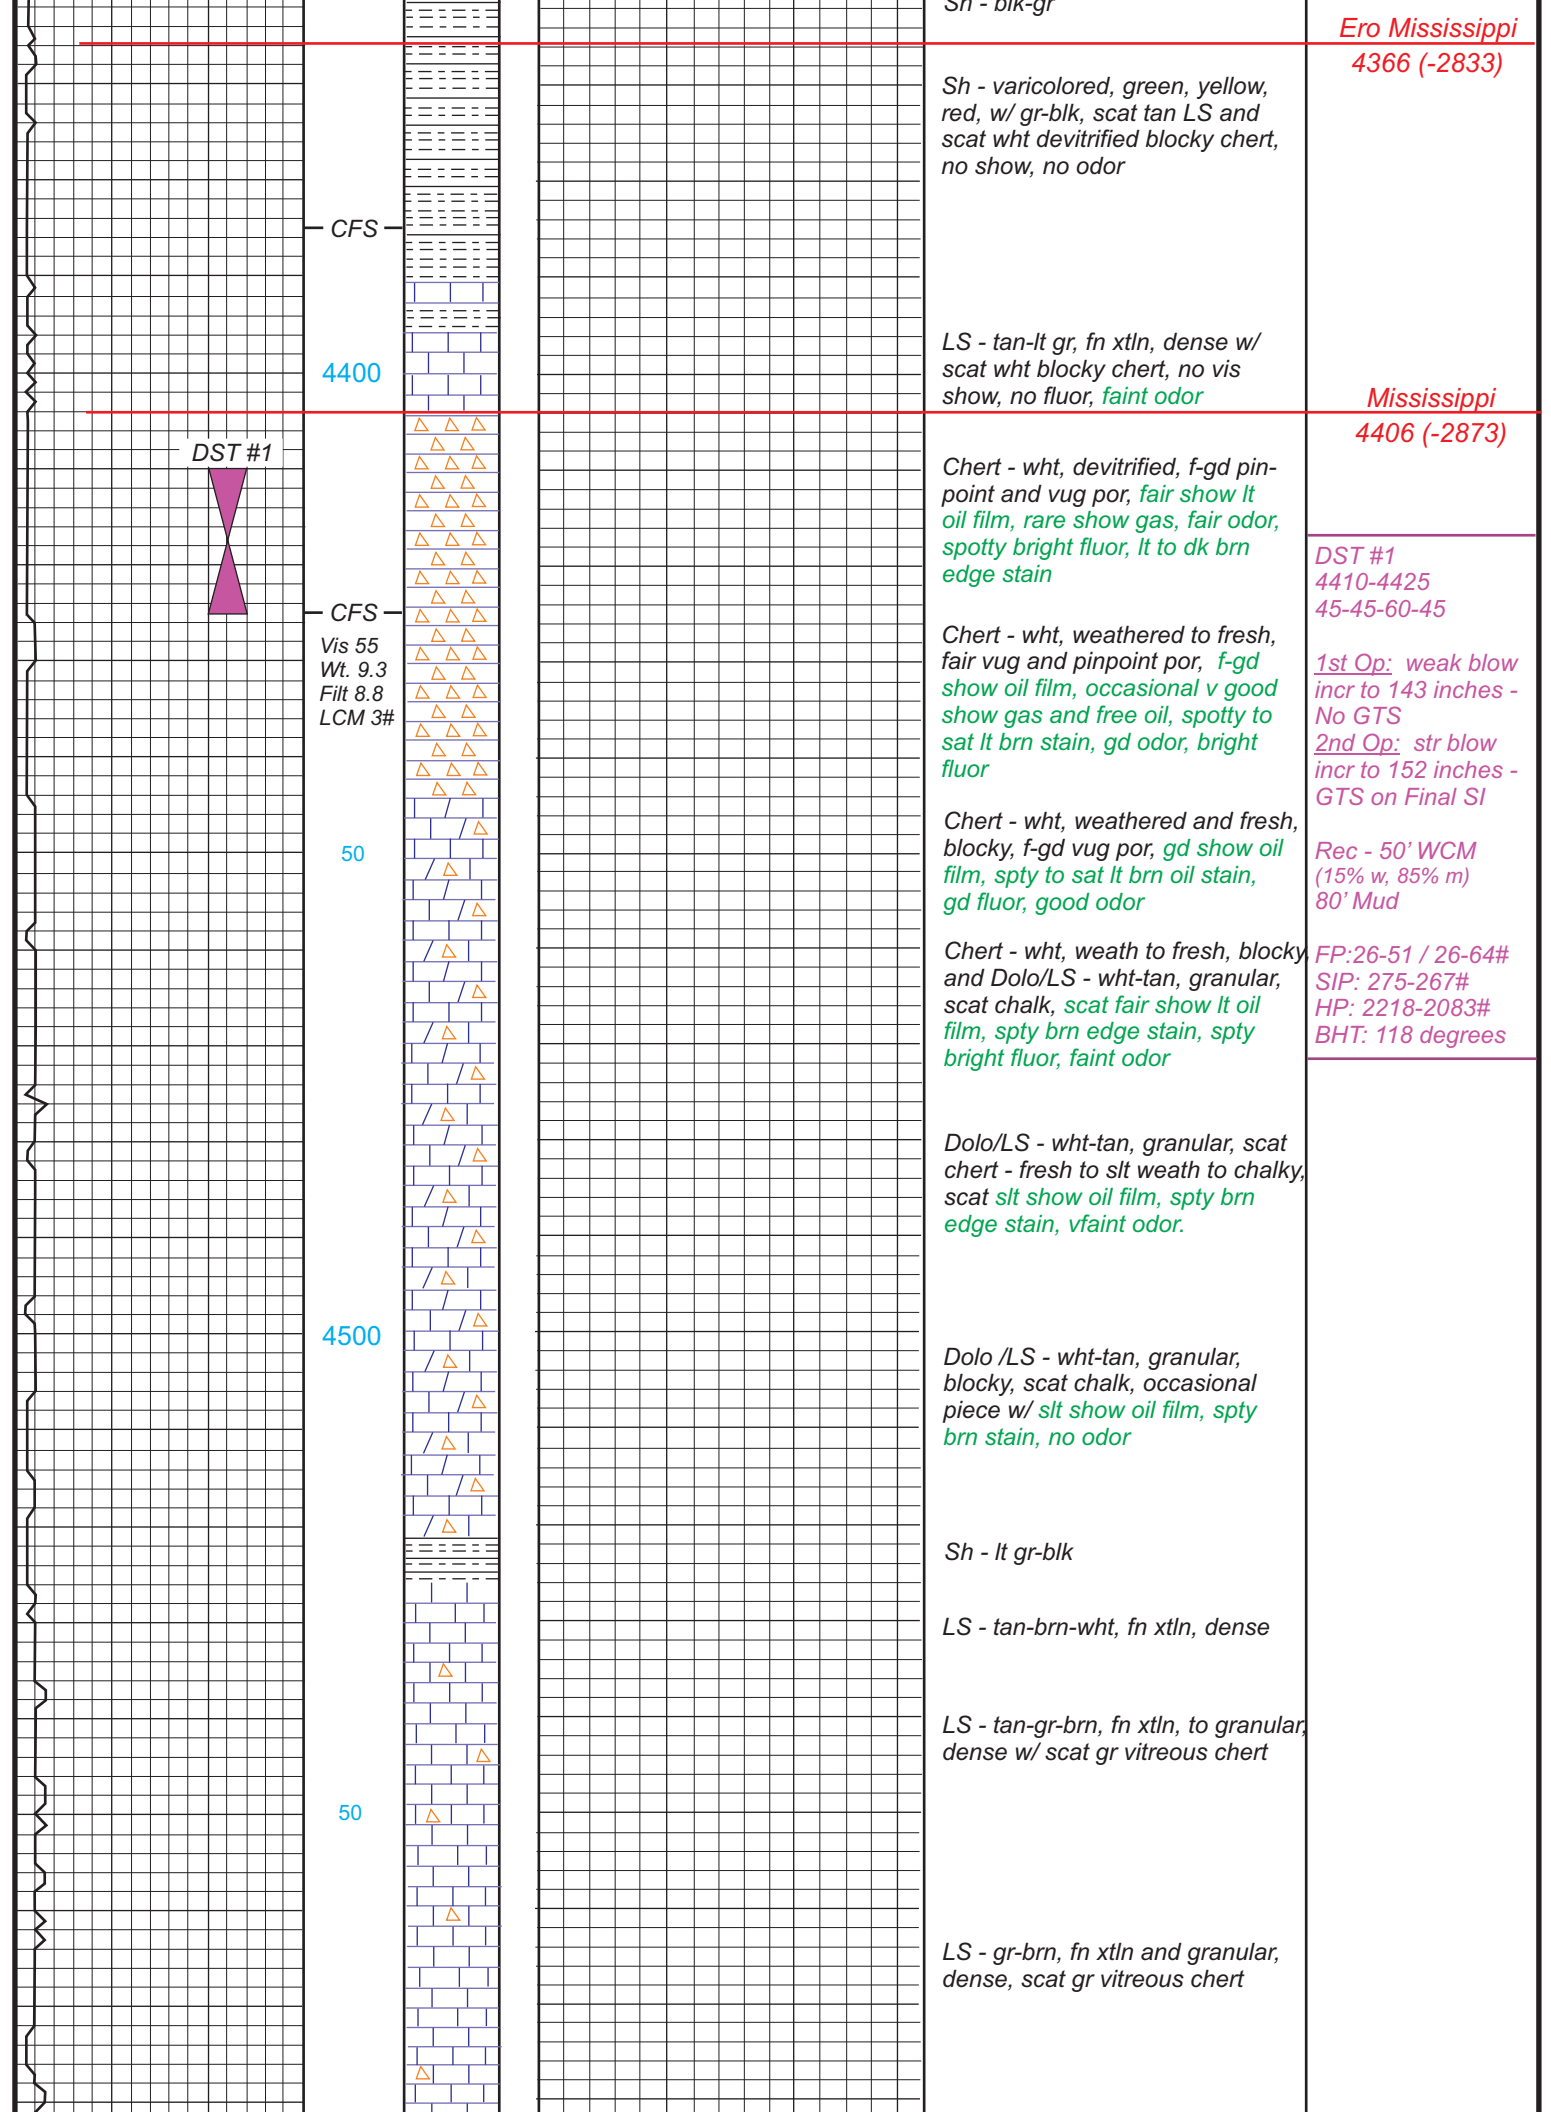 Sh - blk-gr
Ero Mississippi
4366 (-2833)
Sh - varicolored, green, yellow,
red, w/ gr-blk, scat tan LS and
scat wht devitrified blocky chert,
no show, no odor
CFS
LS - tan-lt gr, fn xtln, dense w/
scat wht blocky chert, no vis
show, no fluor, faint odor
4400
Mississippi
4406 (-2873)
DST #1
Chert - wht, devitrified, f-gd pin-
point and vug por, fair show lt
oil film, rare show gas, fair odor,
spotty bright fluor, lt to dk brn
edge stain
CFS
Vis 55
Wt. 9.3
Filt 8.8
LCM 3#
Chert - wht, weathered to fresh,
fair vug and pinpoint por, f-gd
show oil film, occasional v good
show gas and free oil, spotty to
sat lt brn stain, gd odor, bright
fluor
DST #1
4410-4425
45-45-60-45
1st Op: weak blow
incr to 143 inches -
No GTS
2nd Op: str blow
incr to 152 inches -
GTS on Final SI
Rec - 50' WCM
(15% w, 85% m)
80' Mud
FP:26-51 / 26-64#
SIP: 275-267#
HP: 2218-2083#
BHT: 118 degrees
50
Chert - wht, weathered and fresh,
blocky, f-gd vug por, gd show oil
film, spty to sat lt brn oil stain,
gd fluor, good odor
Chert - wht, weath to fresh, blocky,
and Dolo/LS - wht-tan, granular,
scat chalk, scat fair show lt oil
film, spty brn edge stain, spty
bright fluor, faint odor
Dolo/LS - wht-tan, granular, scat
chert - fresh to slt weath to chalky,
scat slt show oil film, spty brn
edge stain, vfaint odor.
4500
Dolo /LS - wht-tan, granular,
blocky, scat chalk, occasional
piece w/ slt show oil film, spty
brn stain, no odor
Sh - lt gr-blk
LS - tan-brn-wht, fn xtln, dense
LS - tan-gr-brn, fn xtln, to granular,
dense w/ scat gr vitreous chert
50
LS - gr-brn, fn xtln and granular,
dense, scat gr vitreous chert